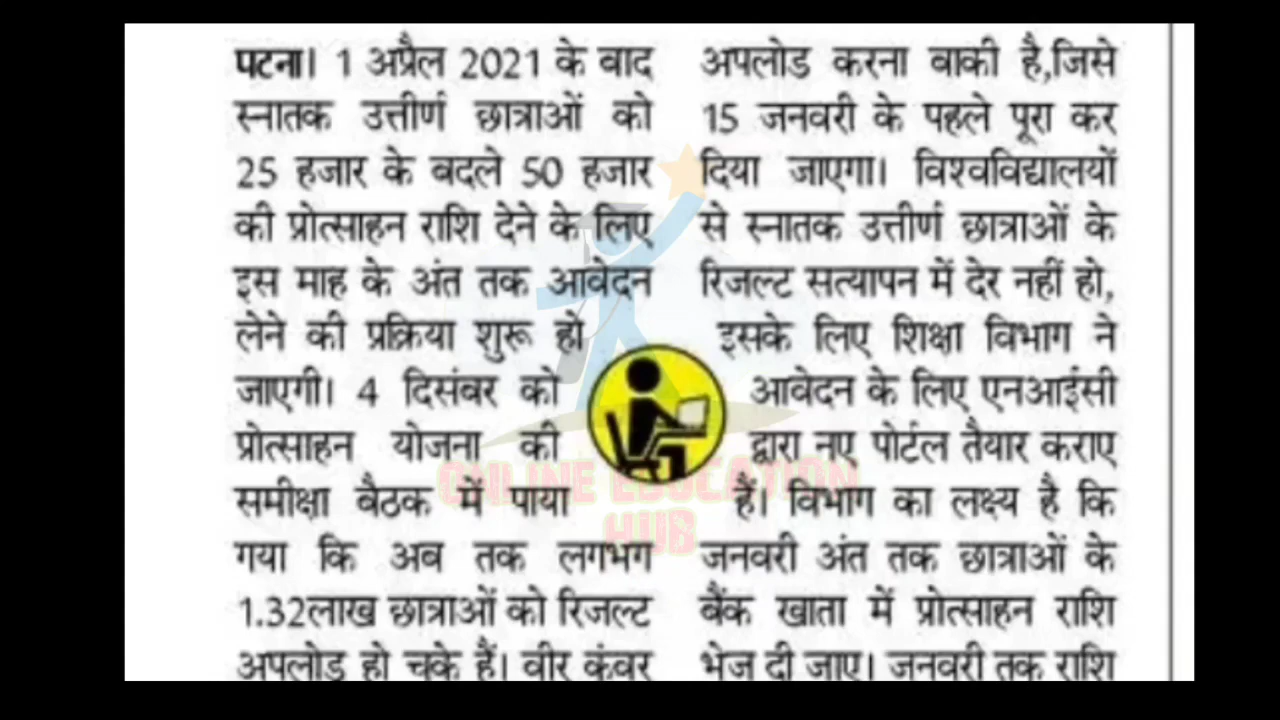 पटना। 1 अप्रैल 2021 के बाद
स्नातक उत्तीर्ण छात्राओं को
25 हजार के बदले 50 हजार
की प्रोत्साहन राशि देने के लिए
इस माह के अंत तक आवेदन
लेने की प्रक्रिया शुरू हो
जाएगी। 4 दिसंबर को
प्रोत्साहन योजना की
समीक्षा बैठक में पाया
गया कि अब तक लगभग
1.32लाख छात्राओं को रिजल्ट
अपलोड हो चुके हैं। वीर कुंवर
अपलोड करना बाकी है,जिसे
15 जनवरी के पहले पूरा कर
दिया जाएगा। विश्वविद्यालयों
से स्नातक उत्तीर्ण छात्राओं के
रिजल्ट सत्यापन में देर नहीं हो,
इसके लिए शिक्षा विभाग ने
आवेदन के लिए एनआईसी
द्वारा नए पोर्टल तैयार कराए
हैं। विभाग का लक्ष्य है कि
जनवरी अंत तक छात्राओं के
बैंक खाता में प्रोत्साहन राशि
भेज दी जाए। जनवरी तक राशि
ONLINE EDUCATION
HUB